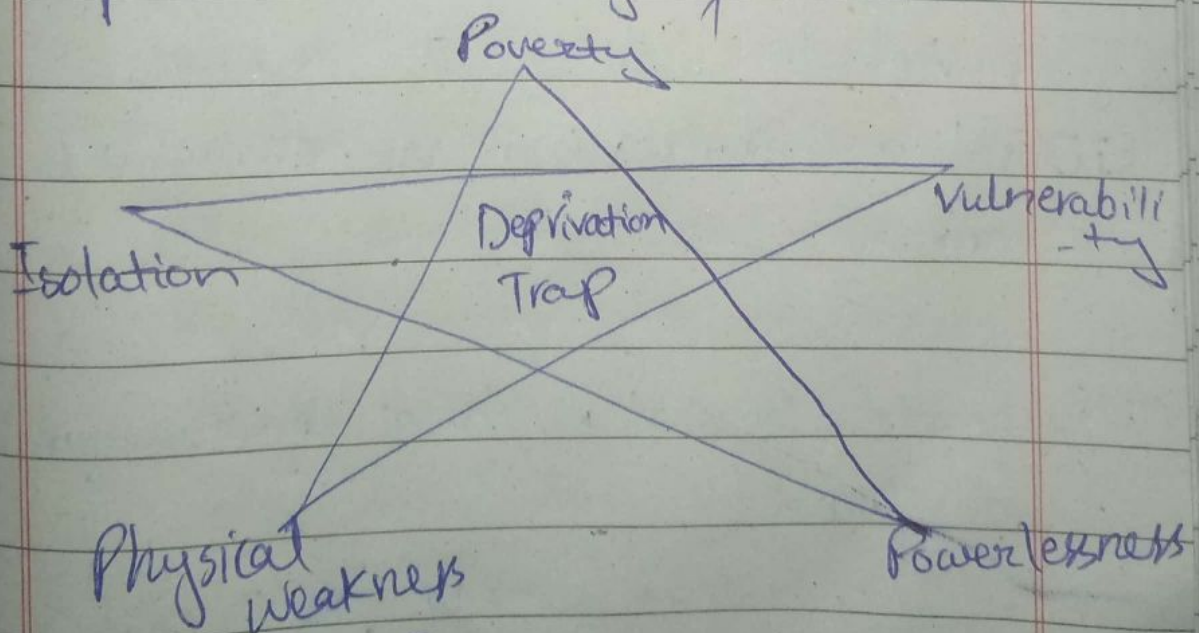 Poverty
Deprivation
Trap
Vulnerabili
-ty
Isolation
Physical
weakness
Powerlessness